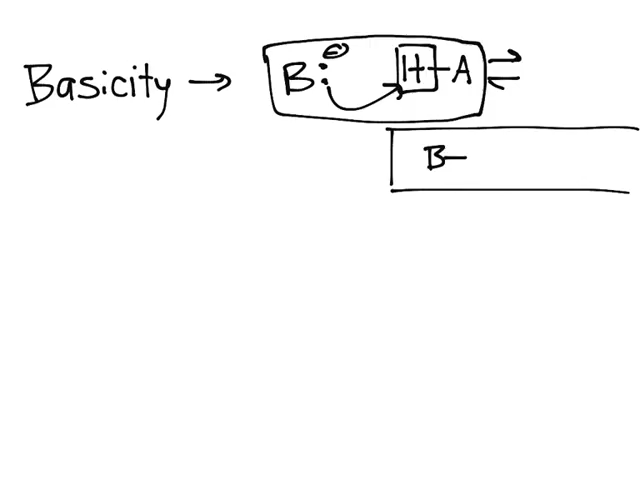 Basicity → B:⊖ H–A ⇌
B–